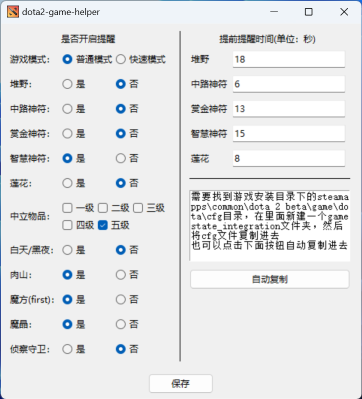 dota2-game-helper
是否开启提醒
游戏模式: 普通模式 快速模式
堆野: 是 否
中路神符: 是 否
赏金神符: 是 否
智慧神符: 是 否
莲花: 是 否
中立物品: 一级 二级 三级
四级 五级
白天/黑夜: 是 否
肉山: 是 否
魔方(first): 是 否
魔晶: 是 否
侦察守卫: 是 否
提前提醒时间(单位：秒)
堆野 18
中路神符 6
赏金神符 13
智慧神符 15
莲花 8
需要找到游戏安装目录下的steama
pps\common\dota 2 beta\game\do
ta\cfg目录，在里面新建一个game
state_integration文件夹，然后
将cfg文件复制进去
也可以点击下面按钮自动复制进去
自动复制
保存